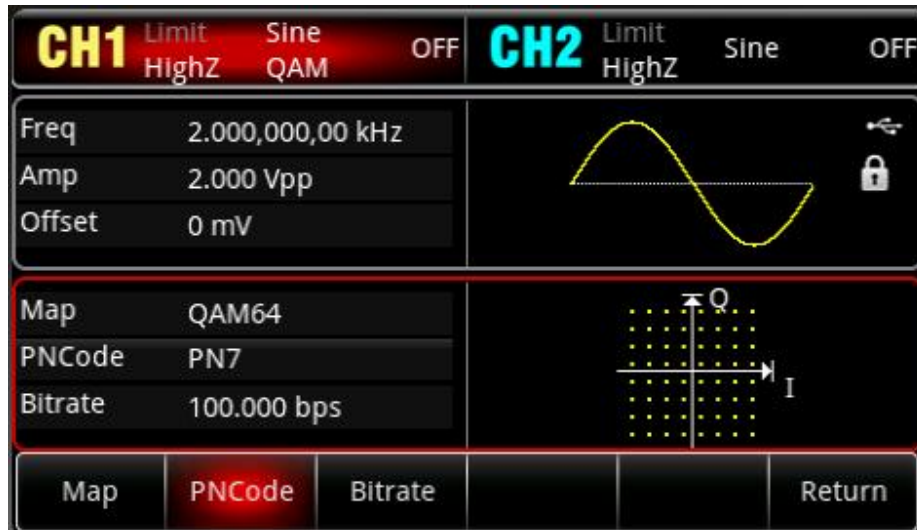 CH1 Limit Sine OFF CH2 Limit Sine OFF
HighZ QAM HighZ
Freq 2.000,000,00 kHz
Amp 2.000 Vpp
Offset 0 mV
Map QAM64 Q
PNCode PN7
I
Bitrate 100.000 bps
Map PNCode Bitrate Return